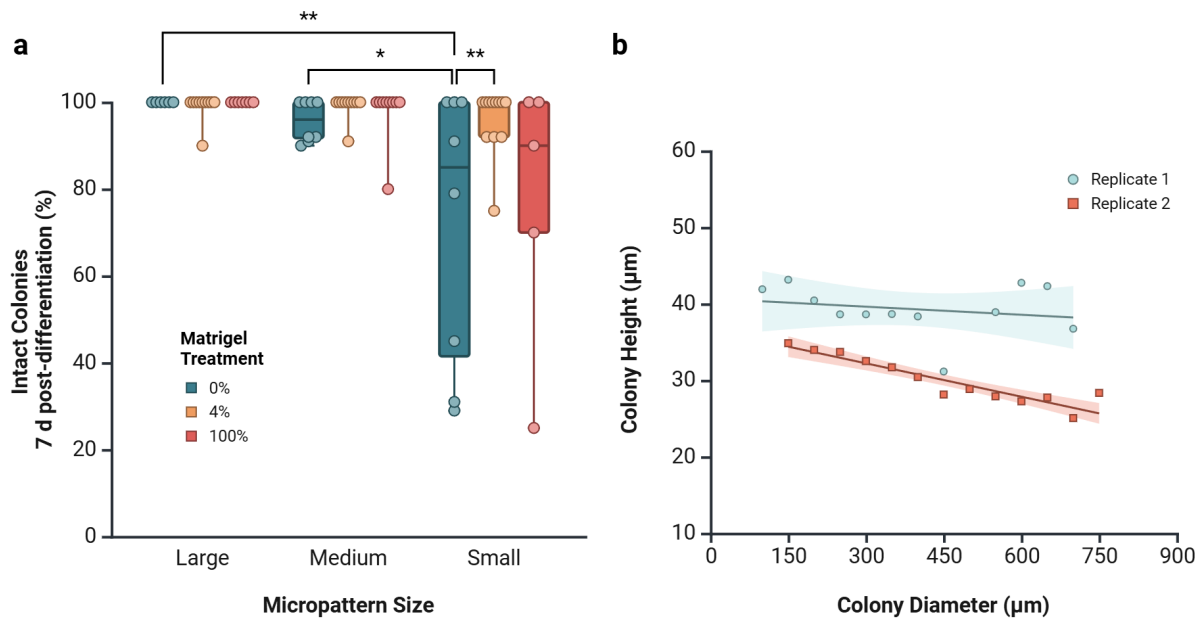 a
**
*
**
100
80
60
40
20
0
Intact Colonies
7 d post-differentiation (%)
Matrigel
Treatment
0%
4%
100%
Large
Medium
Small
Micropattern Size
b
60
50
40
30
20
10
Colony Height (µm)
Replicate 1
Replicate 2
0
150
300
450
600
750
900
Colony Diameter (µm)